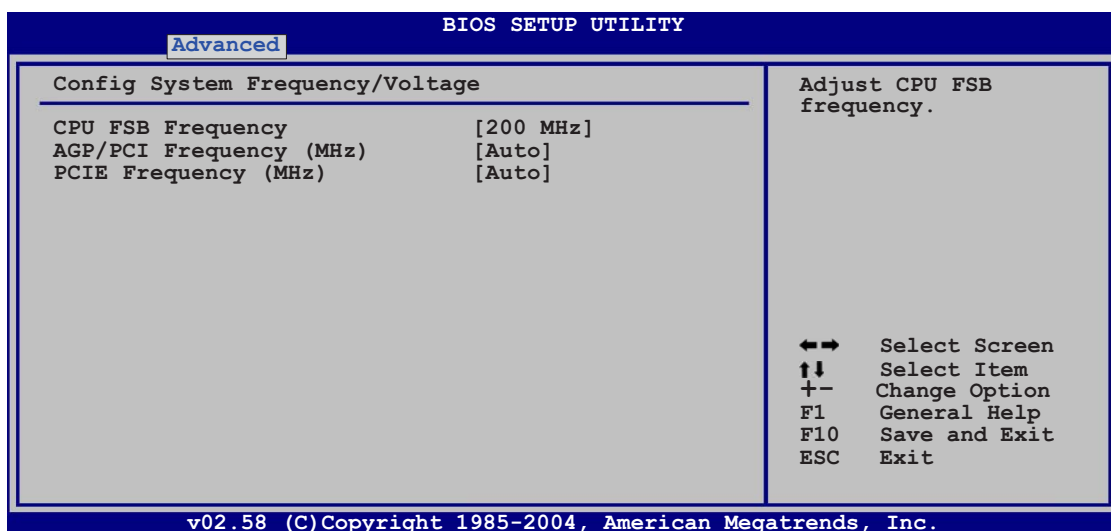 BIOS SETUP UTILITY
Advanced
Config System Frequency/Voltage
CPU FSB Frequency [200 MHz]
AGP/PCI Frequency (MHz) [Auto]
PCIE Frequency (MHz) [Auto]
Adjust CPU FSB
frequency.
←→ Select Screen
↑↓ Select Item
+- Change Option
F1 General Help
F10 Save and Exit
ESC Exit
v02.58 (C)Copyright 1985-2004, American Megatrends, Inc.